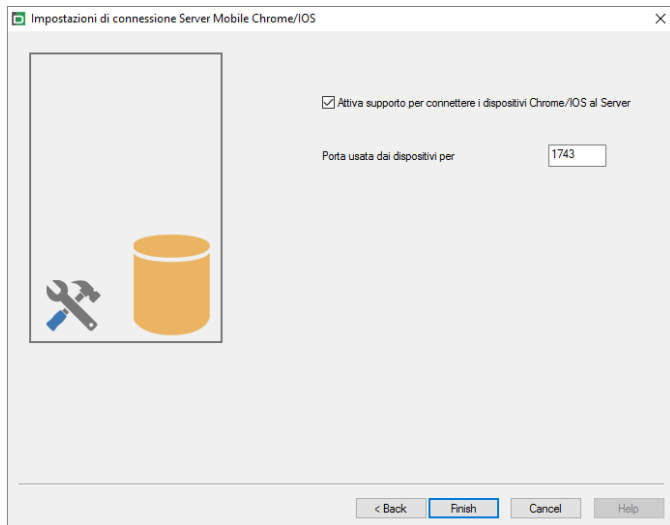 Impostazioni di connessione Server Mobile Chrome/IOS
Attiva supporto per connettere i dispositivi Chrome/IOS al Server
Porta usata dai dispositivi per 1743
< Back Finish Cancel Help